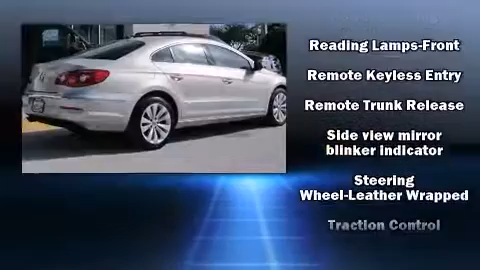 Reading Lamps-Front
Remote Keyless Entry
Remote Trunk Release
Side view mirror
blinker indicator
Steering
Wheel-Leather Wrapped
Traction Control